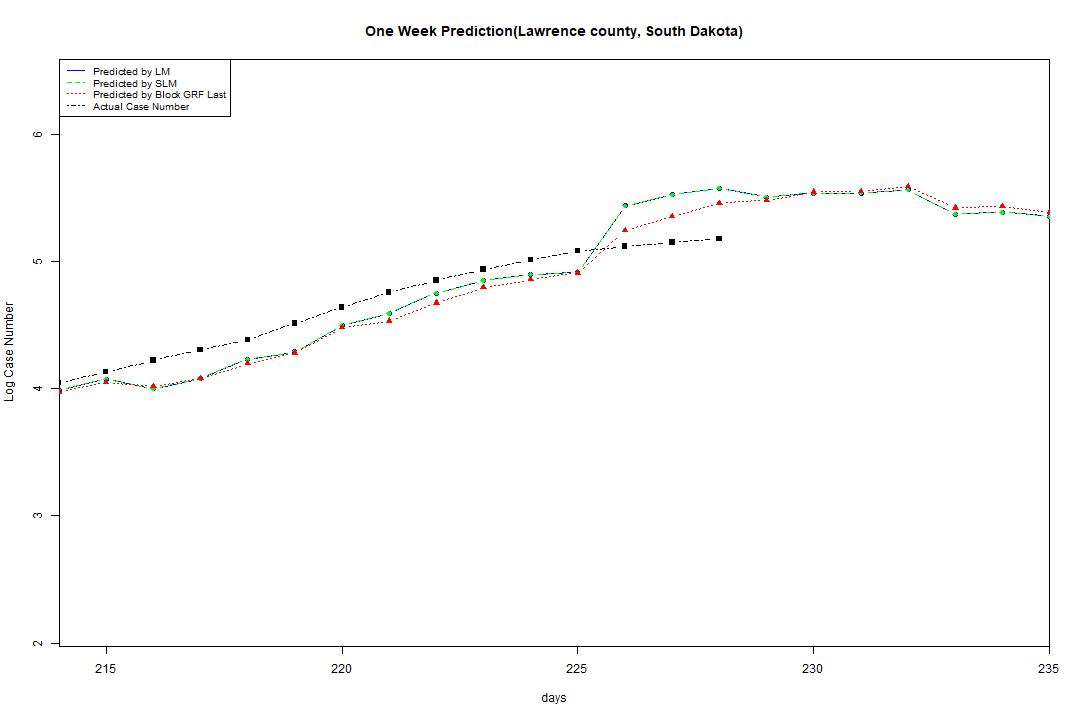 One Week Prediction(Lawrence county, South Dakota)
Predicted by LM
Predicted by SLM
Predicted by Block GRF Last
Actual Case Number
6
5
4
3
2
Log Case Number
215 220 225 230 235
days